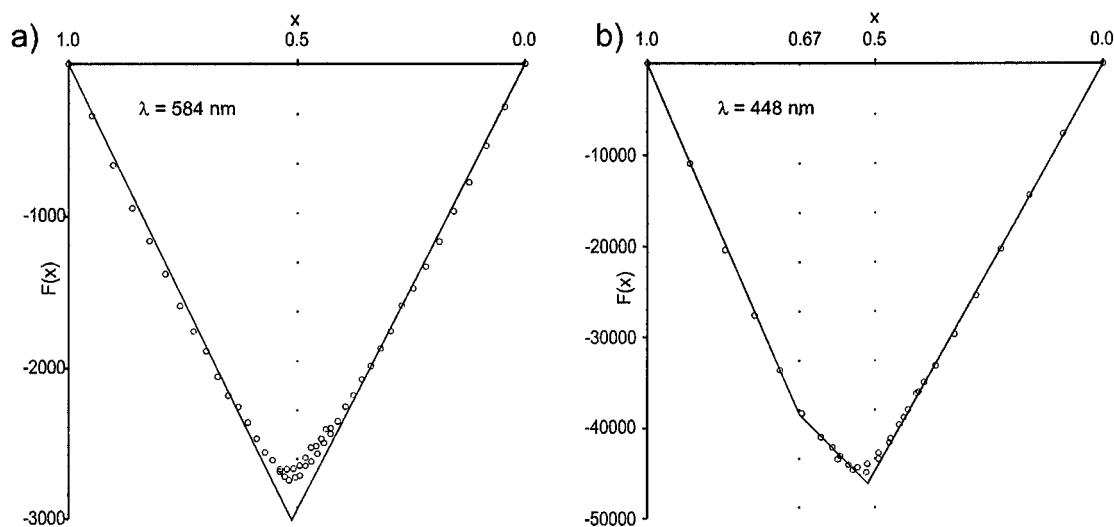 a)
x
1.0 0.5 0.0
λ = 584 nm
-1000
F(x)
-2000
-3000
b)
x
1.0 0.67 0.5 0.0
λ = 448 nm
-10000
-20000
F(x)
-30000
-40000
-50000